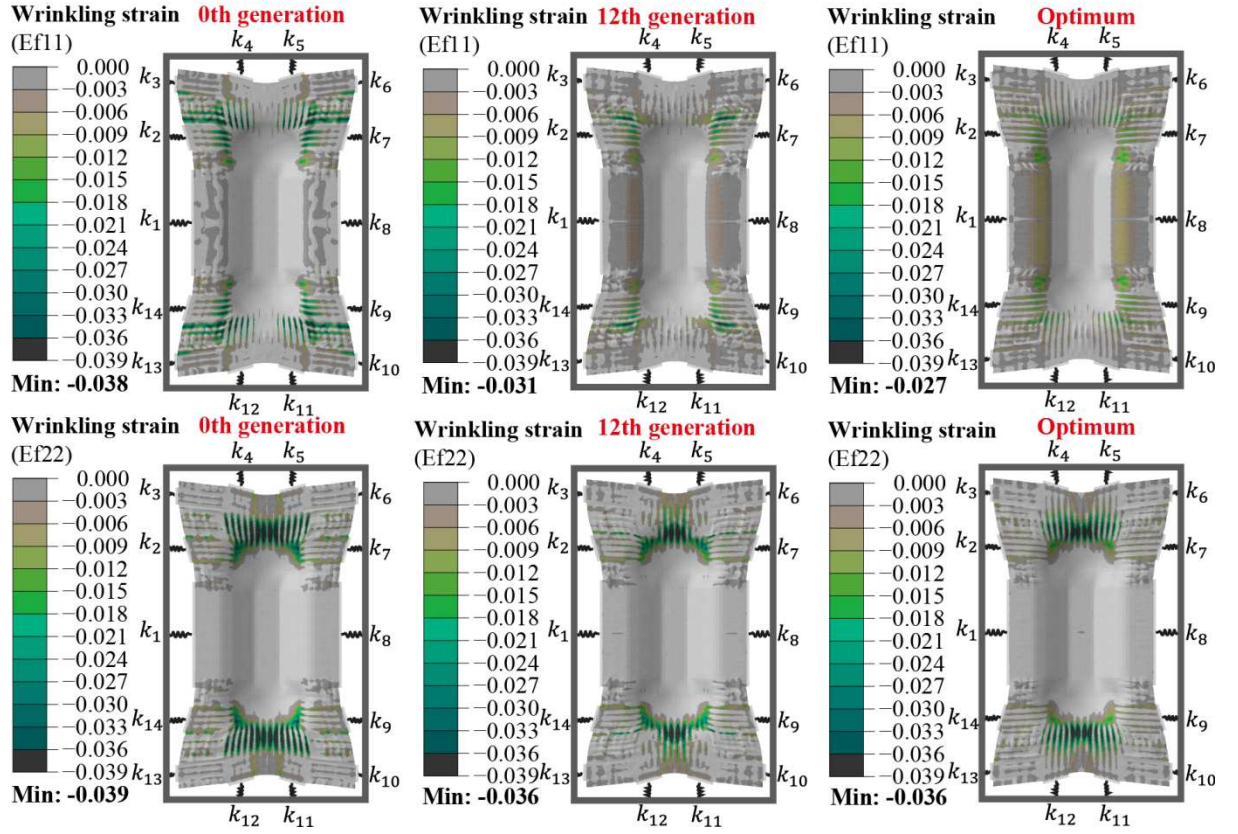 Wrinkling strain 0th generation
(Ef11)
0.000
−0.003
−0.006
−0.009
−0.012
−0.015
−0.018
−0.021
−0.024
−0.027
−0.030
−0.033
−0.036
−0.039
Min: -0.038
k4 k5
k3 k6
k2 k7
k1 k8
k14 k9
k13 k10
k12 k11
Wrinkling strain 12th generation
(Ef11)
0.000
−0.003
−0.006
−0.009
−0.012
−0.015
−0.018
−0.021
−0.024
−0.027
−0.030
−0.033
−0.036
−0.039
Min: -0.031
k4 k5
k3 k6
k2 k7
k1 k8
k14 k9
k13 k10
k12 k11
Wrinkling strain Optimum
(Ef11)
0.000
−0.003
−0.006
−0.009
−0.012
−0.015
−0.018
−0.021
−0.024
−0.027
−0.030
−0.033
−0.036
−0.039
Min: -0.027
k4 k5
k3 k6
k2 k7
k1 k8
k14 k9
k13 k10
k12 k11
Wrinkling strain 0th generation
(Ef22)
0.000
−0.003
−0.006
−0.009
−0.012
−0.015
−0.018
−0.021
−0.024
−0.027
−0.030
−0.033
−0.036
−0.039
Min: -0.039
k4 k5
k3 k6
k2 k7
k1 k8
k14 k9
k13 k10
k12 k11
Wrinkling strain 12th generation
(Ef22)
0.000
−0.003
−0.006
−0.009
−0.012
−0.015
−0.018
−0.021
−0.024
−0.027
−0.030
−0.033
−0.036
−0.039
Min: -0.036
k4 k5
k3 k6
k2 k7
k1 k8
k14 k9
k13 k10
k12 k11
Wrinkling strain Optimum
(Ef22)
0.000
−0.003
−0.006
−0.009
−0.012
−0.015
−0.018
−0.021
−0.024
−0.027
−0.030
−0.033
−0.036
−0.039
Min: -0.036
k4 k5
k3 k6
k2 k7
k1 k8
k14 k9
k13 k10
k12 k11